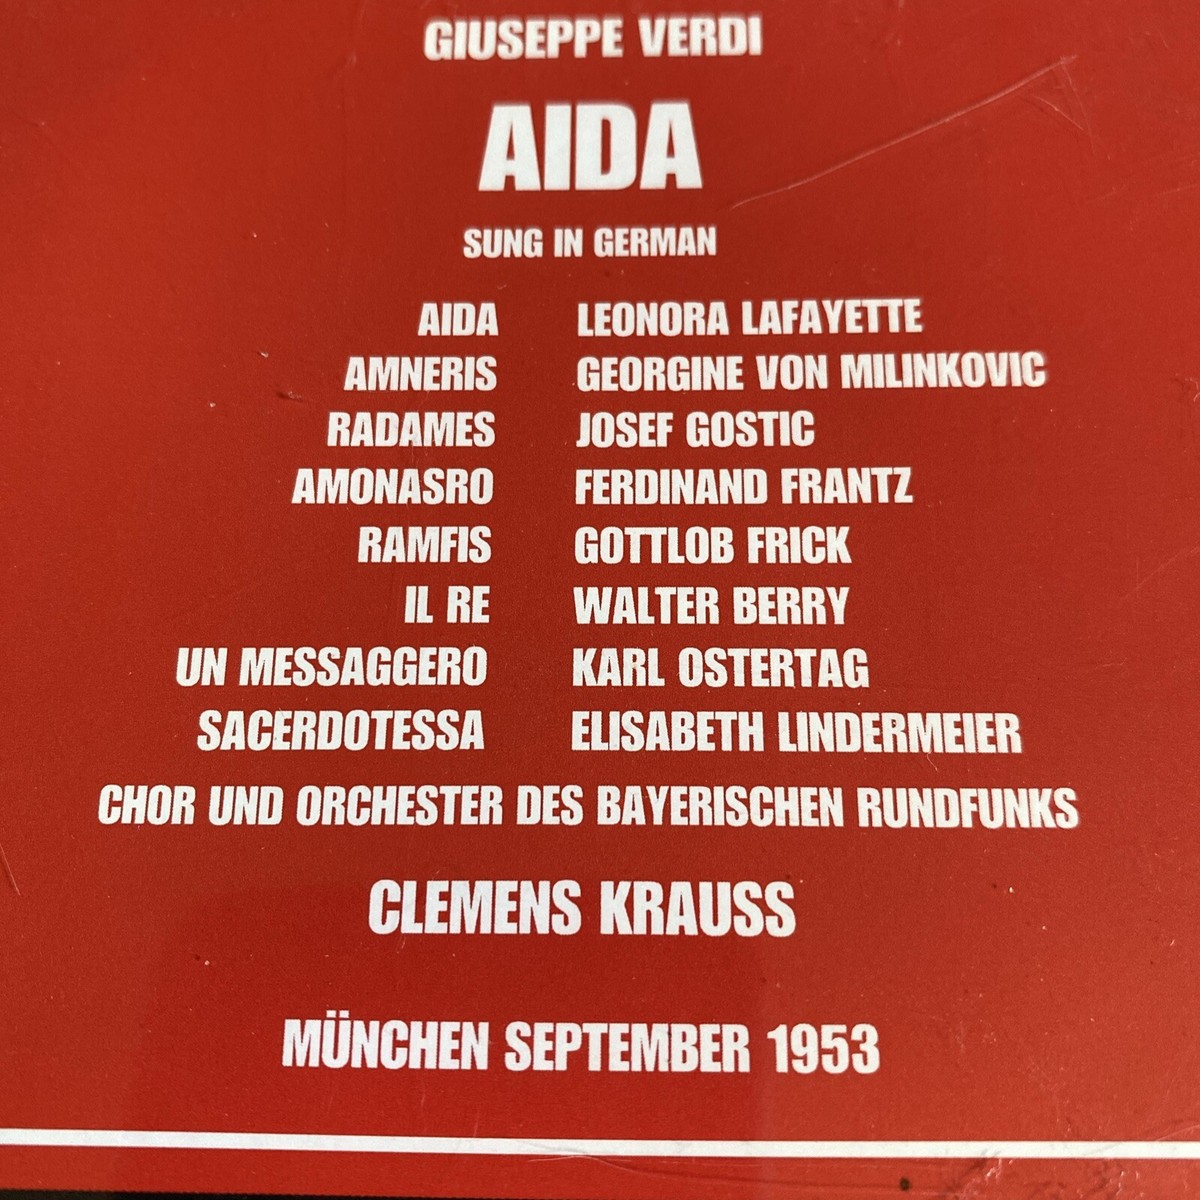 GIUSEPPE VERDI
AIDA
SUNG IN GERMAN
AIDA LEONORA LAFAYETTE
AMNERIS GEORGINE VON MILINKOVIC
RADAMES JOSEF GOSTIC
AMONASRO FERDINAND FRANTZ
RAMFIS GOTTLOB FRICK
IL RE WALTER BERRY
UN MESSAGGERO KARL OSTERTAG
SACERDOTESSA ELISABETH LINDERMEIER
CHOR UND ORCHESTER DES BAYERISCHEN RUNDFUNKS
CLEMENS KRAUSS
MÜNCHEN SEPTEMBER 1953